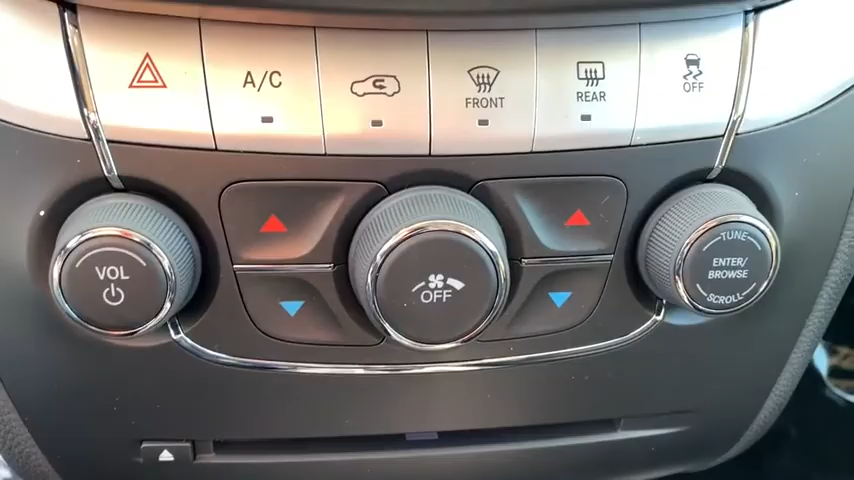 A/C
FRONT
REAR
OFF
VOL
OFF
TUNE
ENTER/
BROWSE
SCROLL